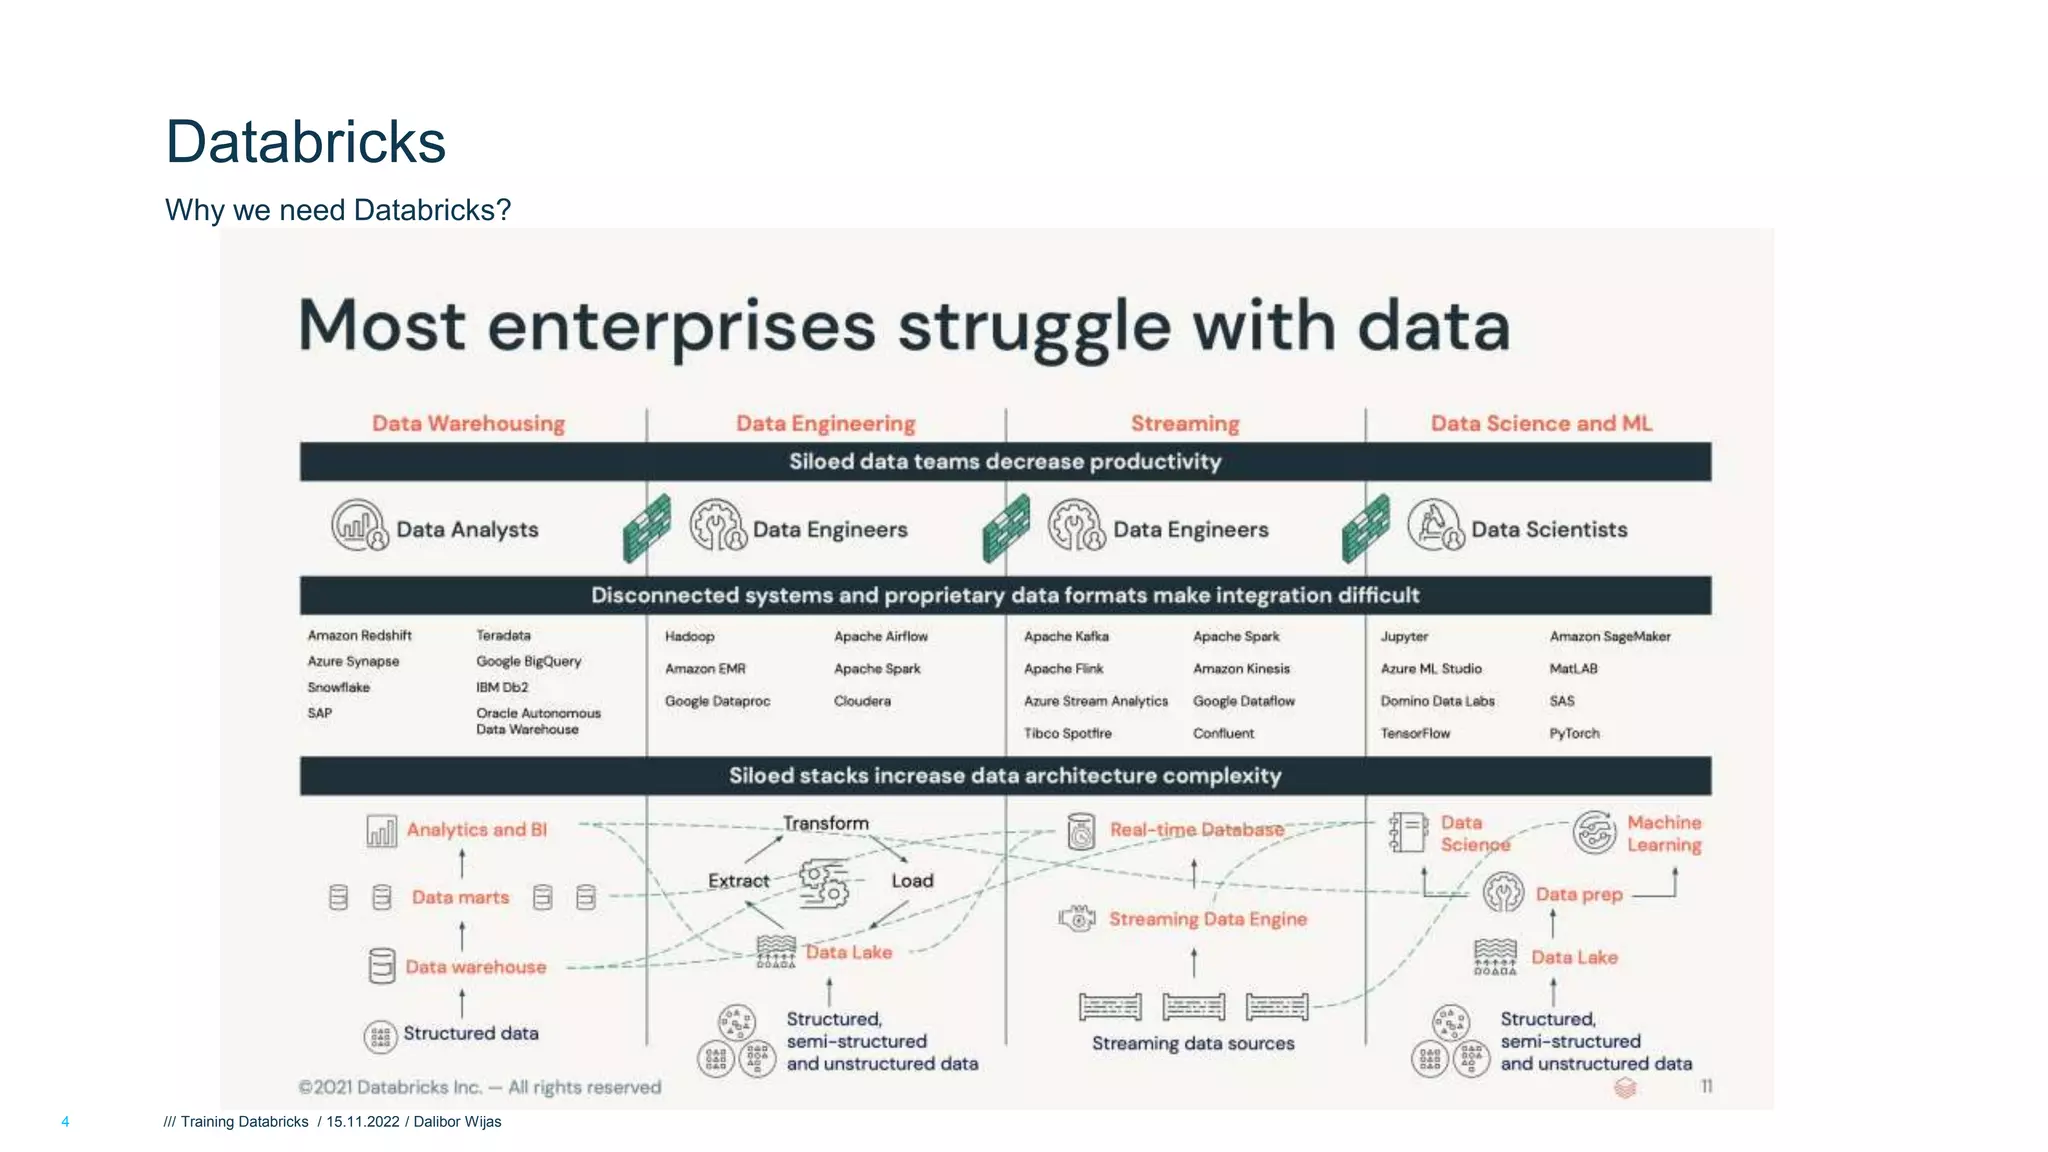 Databricks
Why we need Databricks?
Most enterprises struggle with data
Data Warehousing
Data Engineering
Streaming
Data Science and ML
Siloed data teams decrease productivity
Data Analysts
Data Engineers
Data Engineers
Data Scientists
Disconnected systems and proprietary data formats make integration difficult
Amazon Redshift
Azure Synapse
Snowflake
SAP
Teradata
Google BigQuery
IBM Db2
Oracle Autonomous
Data Warehouse
Hadoop
Amazon EMR
Google Dataproc
Apache Airflow
Apache Spark
Cloudera
Apache Kafka
Apache Flink
Azure Stream Analytics
Tibco Spotfire
Apache Spark
Amazon Kinesis
Google Dataflow
Confluent
Jupyter
Azure ML Studio
Domino Data Labs
TensorFlow
Amazon SageMaker
MatLAB
SAS
PyTorch
Siloed stacks increase data architecture complexity
Analytics and BI
Data marts
Data warehouse
Structured data
Transform
Extract
Load
Data Lake
Structured,
semi-structured
and unstructured data
Real-time Database
Streaming Data Engine
Streaming data sources
Data
Science
Machine
Learning
Data prep
Data Lake
Structured,
semi-structured
and unstructured data
©2021 Databricks Inc. — All rights reserved
11
4
/// Training Databricks / 15.11.2022 / Dalibor Wijas